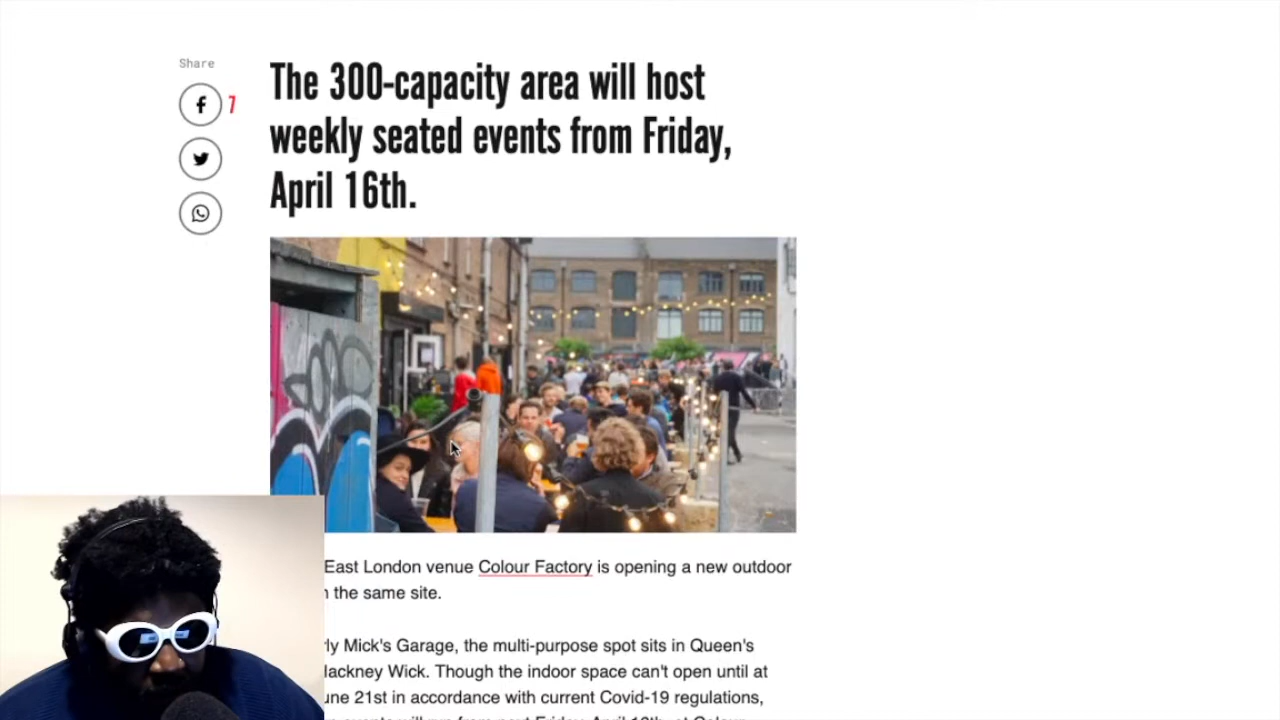 Share
7
The 300-capacity area will host
weekly seated events from Friday,
April 16th.
East London venue Colour Factory is opening a new outdoor
the same site.
Mick's Garage, the multi-purpose spot sits in Queen's
Wick. Though the indoor space can't open until at
21st in accordance with current Covid-19 regulations,